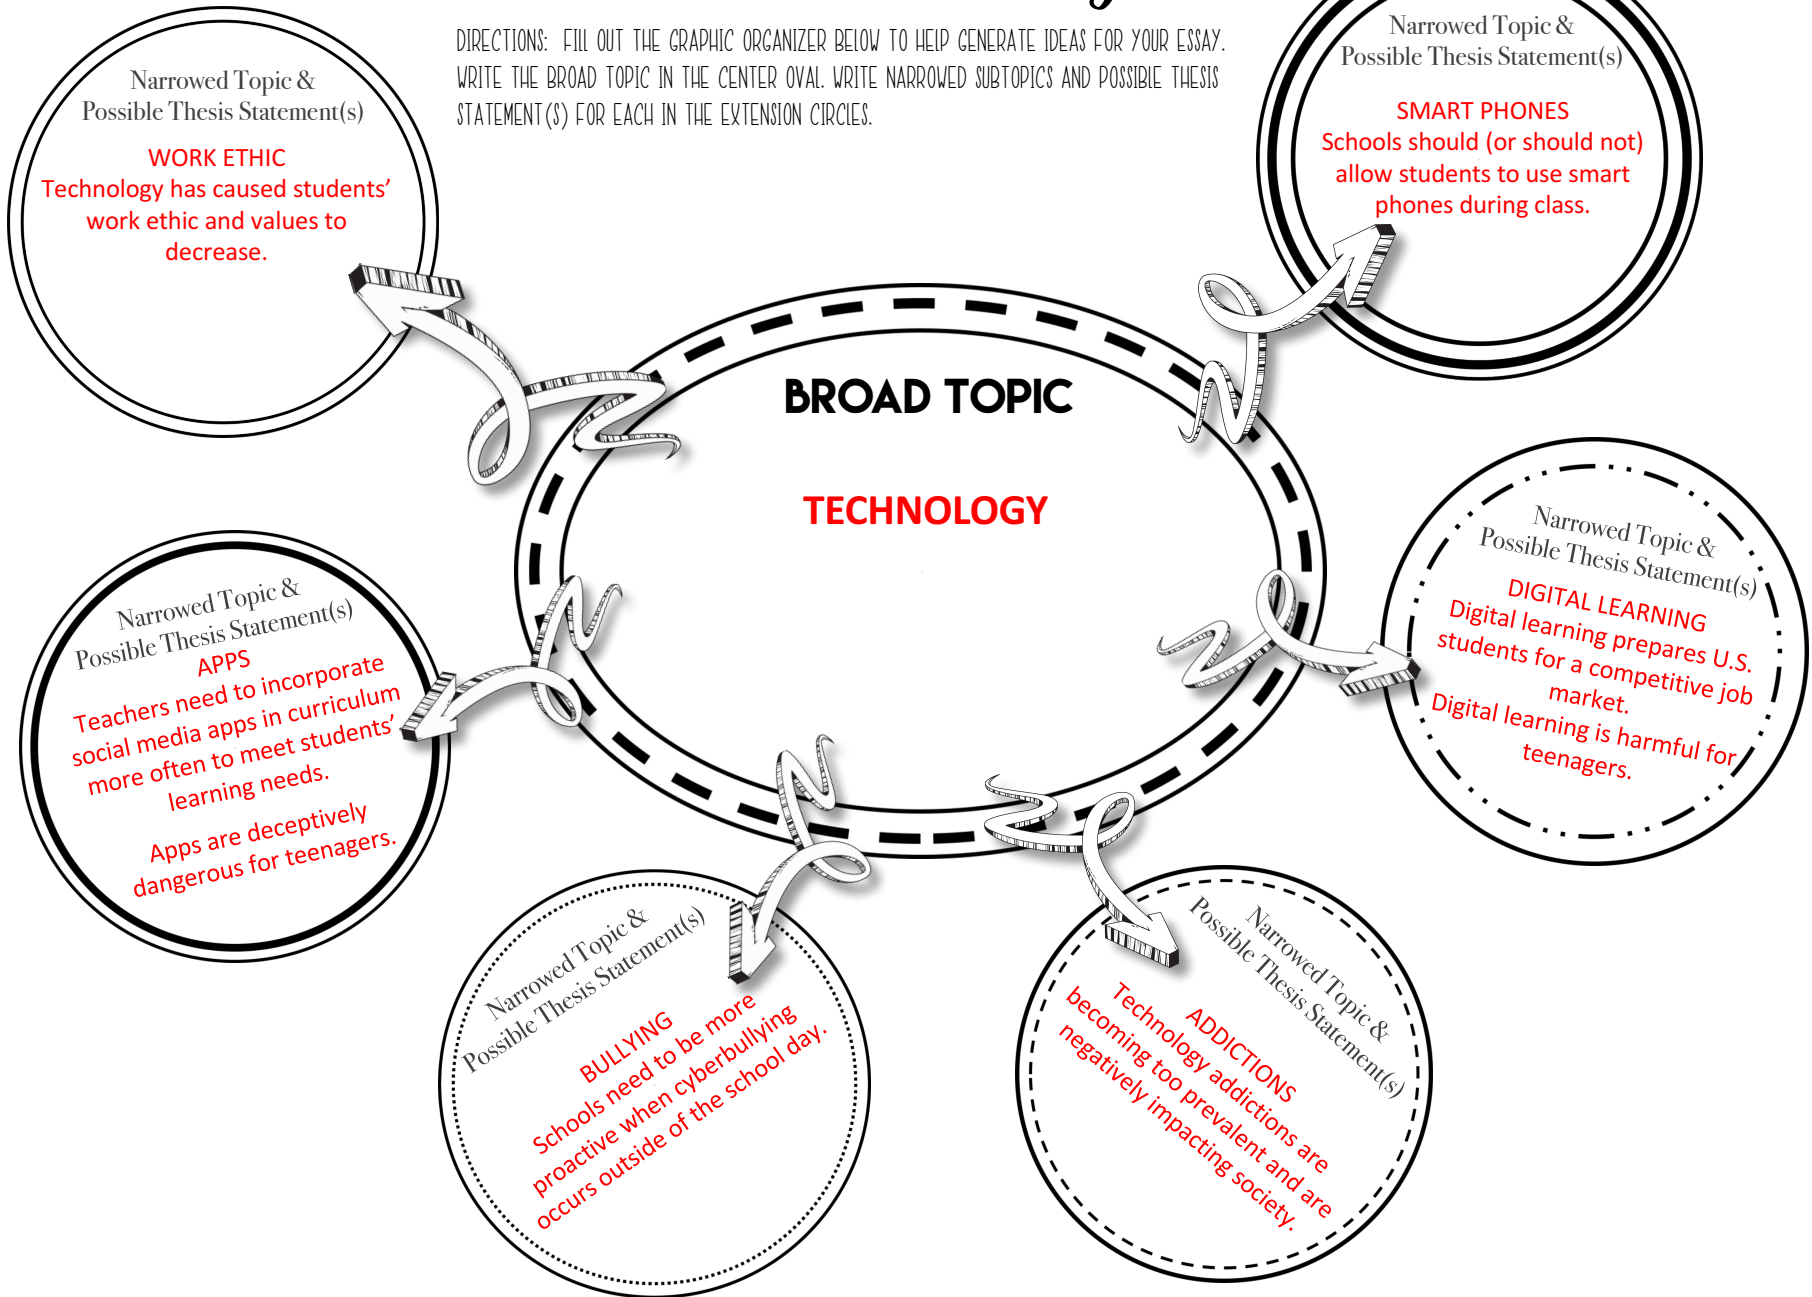 DIRECTIONS: FILL OUT THE GRAPHIC ORGANIZER BELOW TO HELP GENERATE IDEAS FOR YOUR ESSAY.
WRITE THE BROAD TOPIC IN THE CENTER OVAL. WRITE NARROWED SUBTOPICS AND POSSIBLE THESIS
STATEMENT(S) FOR EACH IN THE EXTENSION CIRCLES.
Narrowed Topic &
Possible Thesis Statement(s)
WORK ETHIC
Technology has caused students’
work ethic and values to
decrease.
Narrowed Topic &
Possible Thesis Statement(s)
SMART PHONES
Schools should (or should not)
allow students to use smart
phones during class.
BROAD TOPIC
TECHNOLOGY
Narrowed Topic &
Possible Thesis Statement(s)
DIGITAL LEARNING
Digital learning prepares U.S.
students for a competitive job
market.
Digital learning is harmful for
teenagers.
Narrowed Topic &
Possible Thesis Statement(s)
APPS
Teachers need to incorporate
social media apps in curriculum
more often to meet students’
learning needs.
Apps are deceptively
dangerous for teenagers.
Narrowed Topic &
Possible Thesis Statement(s)
BULLYING
Schools need to be more
proactive when cyberbullying
occurs outside of the school day.
Narrowed Topic &
Possible Thesis Statement(s)
ADDICTIONS
Technology addictions are
becoming too prevalent and are
negatively impacting society.